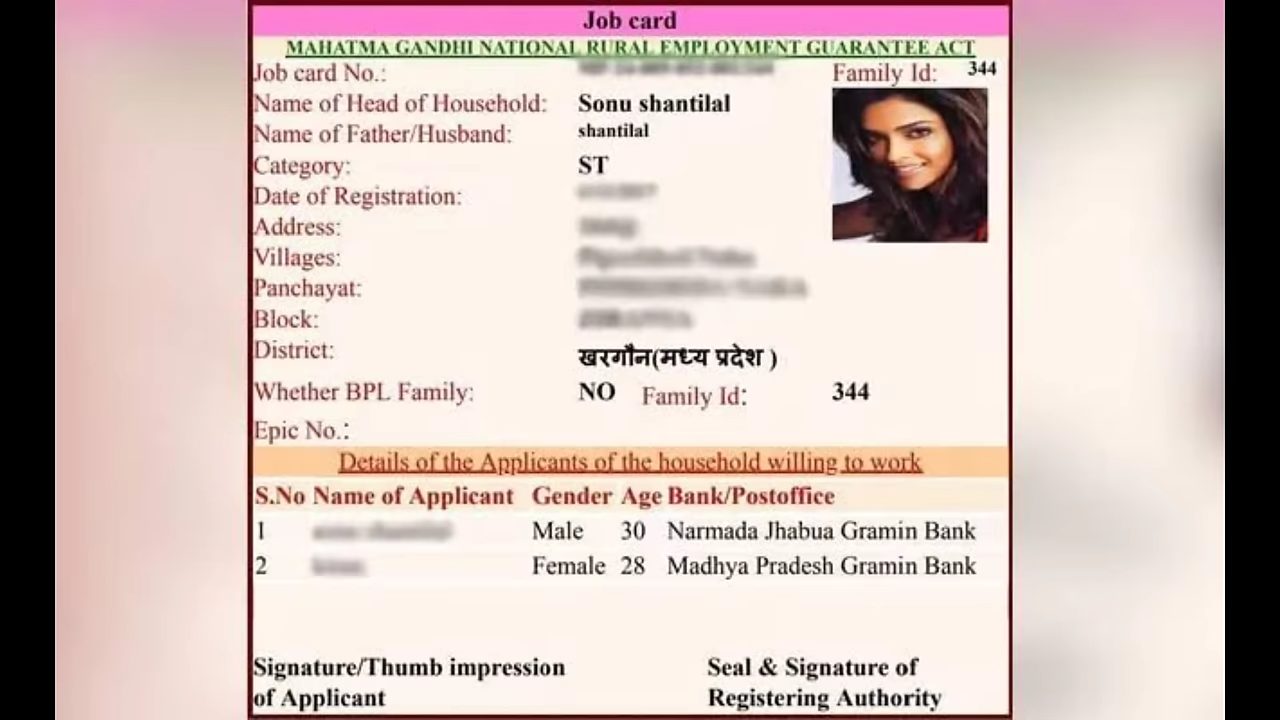 Job card
MAHATMA GANDHI NATIONAL RURAL EMPLOYMENT GUARANTEE ACT
Job card No.: Family Id: 344
Name of Head of Household: Sonu shantilal
Name of Father/Husband: shantilal
Category: ST
Date of Registration:
Address:
Villages:
Panchayat:
Block:
District: खरगौन(मध्य प्रदेश )
Whether BPL Family: NO Family Id: 344
Epic No.:
Details of the Applicants of the household willing to work
S.No Name of Applicant Gender Age Bank/Postoffice
1 Male 30 Narmada Jhabua Gramin Bank
2 Female 28 Madhya Pradesh Gramin Bank
Signature/Thumb impression Seal & Signature of
of Applicant Registering Authority